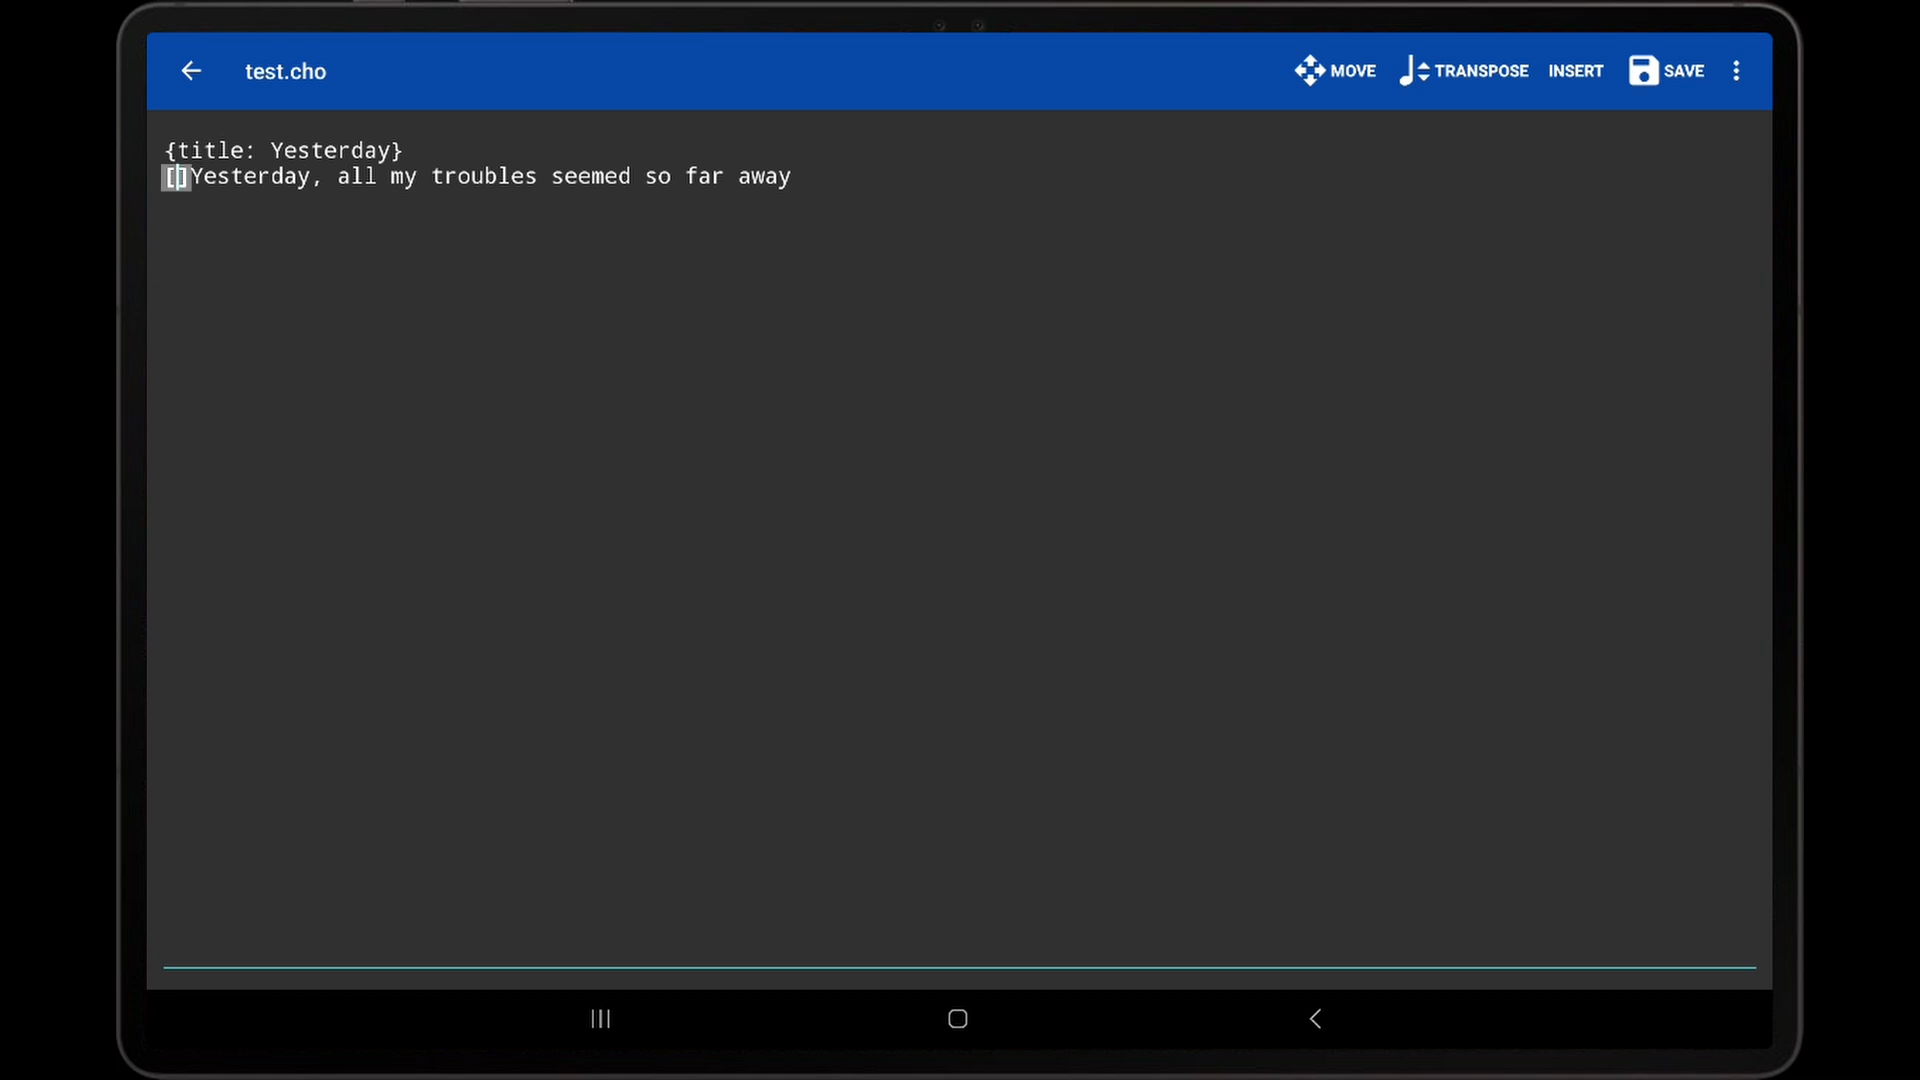 test.cho
MOVE
TRANSPOSE
INSERT
SAVE
{title: Yesterday}
[]Yesterday, all my troubles seemed so far away